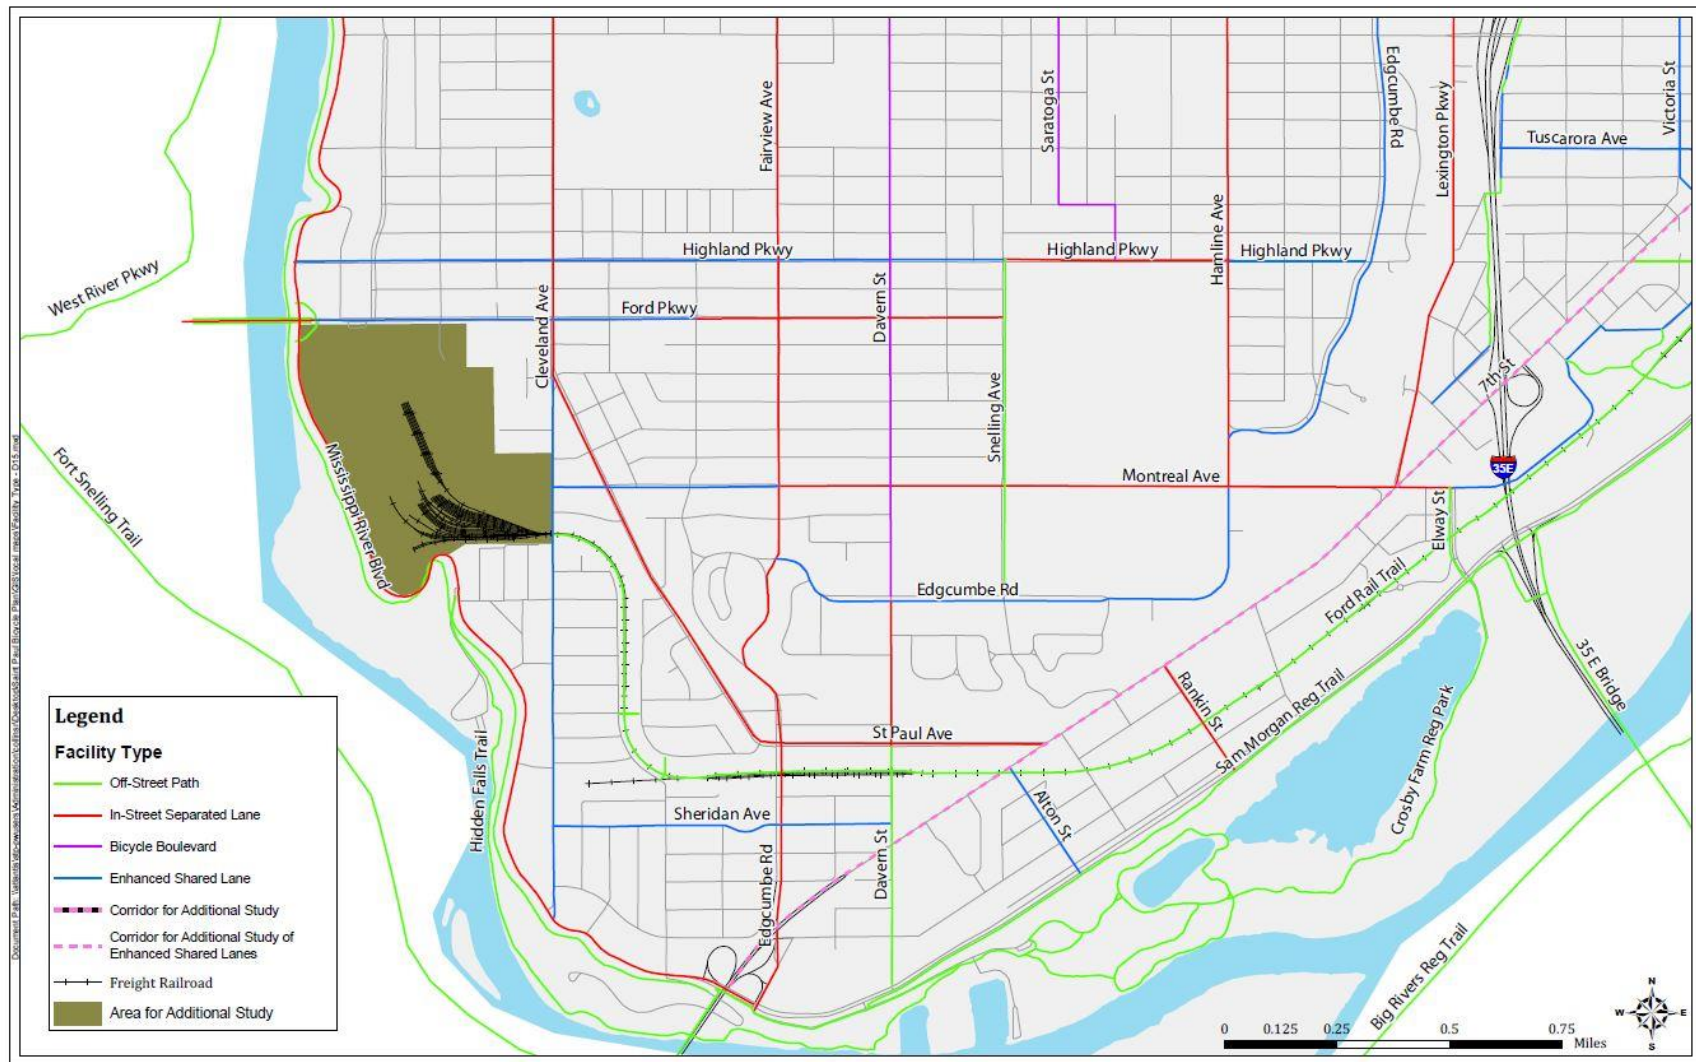 Edgcumbe Rd
Saratoga St
Fairview Ave
Lexington Pkwy
Victoria St
Tuscarora Ave
Hamline Ave
Highland Pkwy
Highland Pkwy
Highland Pkwy
West River Pkwy
Ford Pkwy
Davern St
Cleveland Ave
7th St
Snelling Ave
Fort Snelling Trail
Mississippi River Blvd
Montreal Ave
35E
Elway St
Edgcumbe Rd
Ford Rail Trail
35 E Bridge
Rankin St
Sam Morgan Reg Trail
Crosby Farm Reg Park
St Paul Ave
Hidden Falls Trail
Sheridan Ave
Alton St
Davern St
Edgcumbe Rd
Big Rivers Reg Trail
Legend
Facility Type
Off-Street Path
In-Street Separated Lane
Bicycle Boulevard
Enhanced Shared Lane
Corridor for Additional Study
Corridor for Additional Study of
Enhanced Shared Lanes
Freight Railroad
Area for Additional Study
N
W E
S
0 0.125 0.25 0.5 0.75
Miles